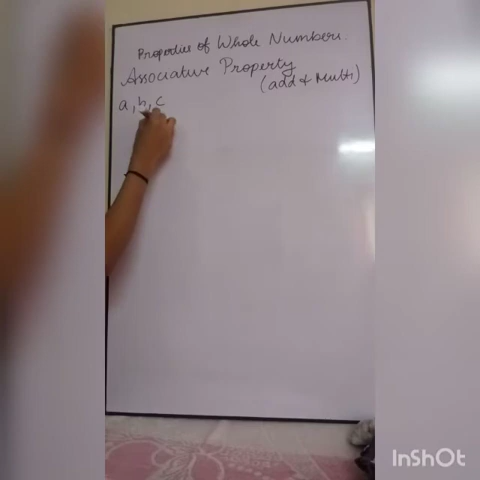 Properties of Whole Numbers.
Associative Property
(add & Multi)
a, b, c
InShOt